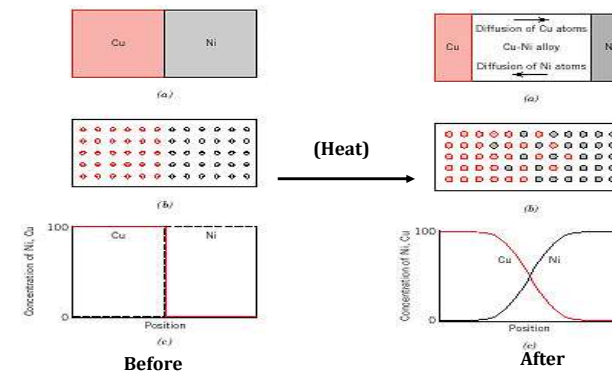 Cu Ni
(a)
(b)
(Heat)
Concentration of Ni, Cu
100
0
Cu Ni
Position
(c)
Before
Diffusion of Cu atoms
Cu Cu-Ni alloy N
Diffusion of Ni atoms
(a)
(b)
Concentration of Ni, Cu
100
0
Cu Ni
Position
(c)
After